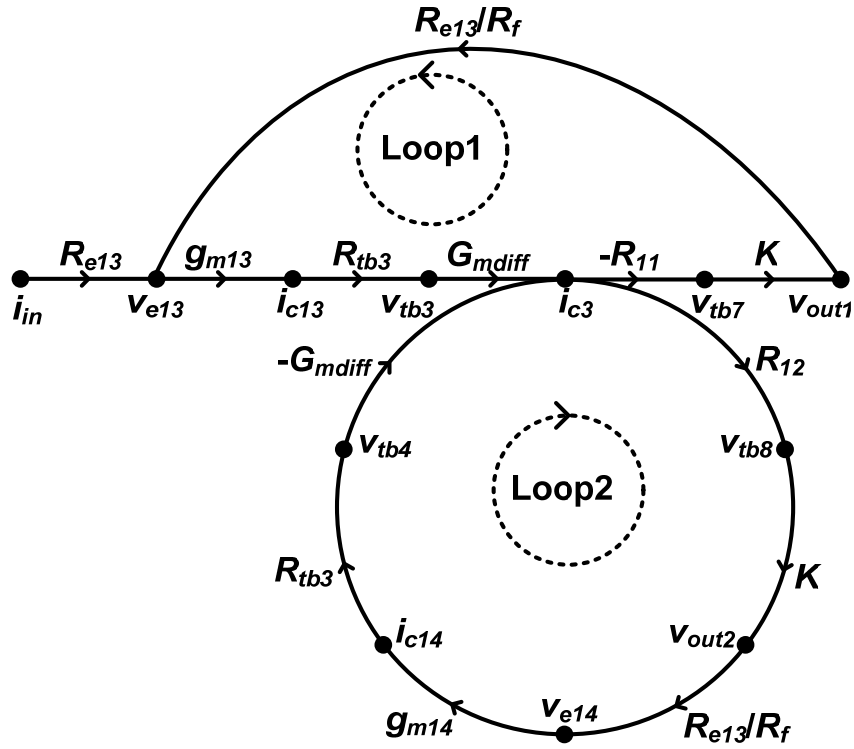 Re13/Rf
Loop1
Re13 gm13 Rtb3 Gmdiff -R11 K
iin ve13 ic13 vtb3 ic3 vtb7 vout1
-Gmdiff R12
vtb4 vtb8
Loop2
Rtb3 K
ic14 vout2
gm14 ve14 Re13/Rf